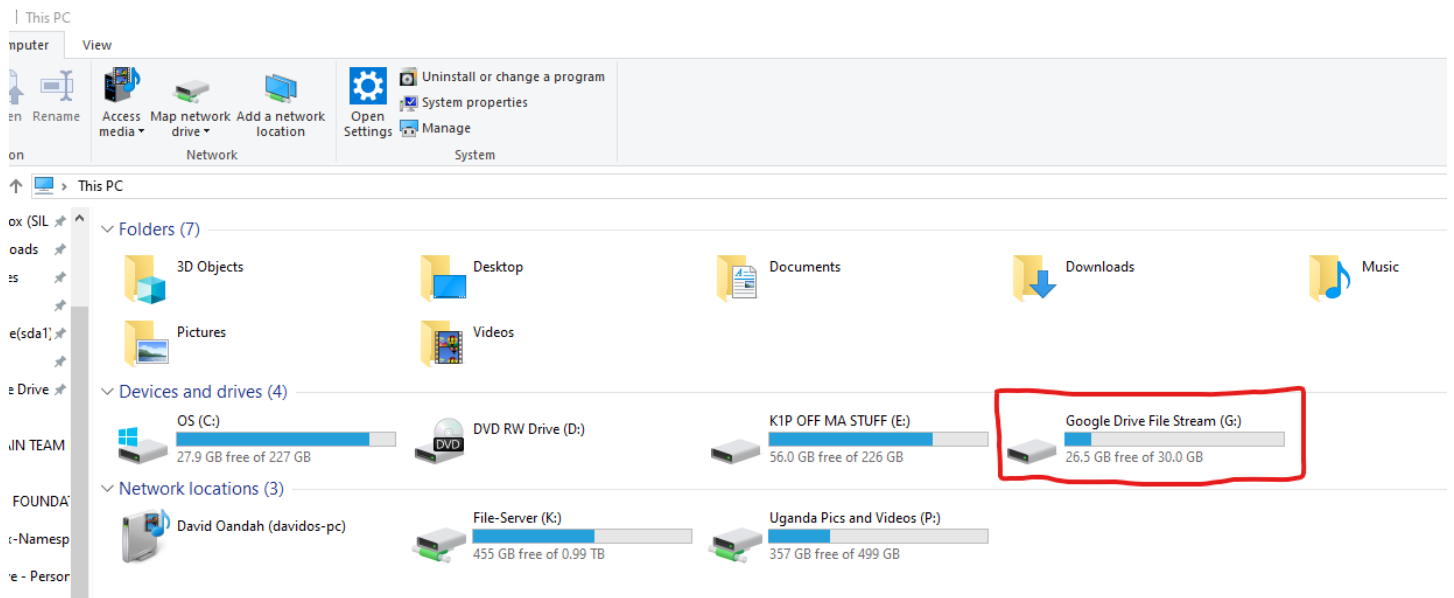 This PC
mputer View
en Rename
Access media
Map network drive
Add a network location
Open Settings
Uninstall or change a program
System properties
Manage
on
Network
System
This PC
ox (SIL
oads
es
e(sda1)
e Drive
IN TEAM
FOUNDA
-Namesp
e - Person
Folders (7)
3D Objects
Desktop
Documents
Downloads
Music
Pictures
Videos
Devices and drives (4)
OS (C:)
27.9 GB free of 227 GB
DVD RW Drive (D:)
DVD
K1P OFF MA STUFF (E:)
56.0 GB free of 226 GB
Google Drive File Stream (G:)
26.5 GB free of 30.0 GB
Network locations (3)
David Oandah (davidos-pc)
File-Server (K:)
455 GB free of 0.99 TB
Uganda Pics and Videos (P:)
357 GB free of 499 GB